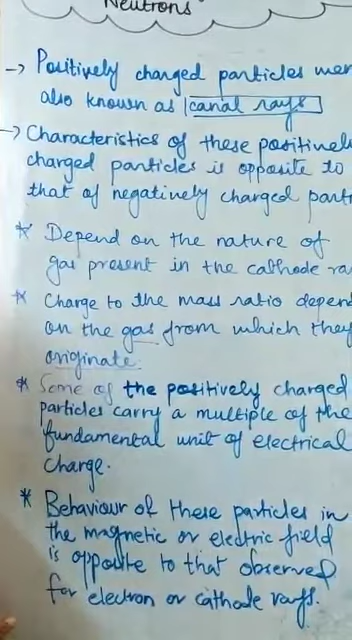 Neutrons
-> Positively charged particles wer
also known as canal rays
-> Characteristics of these positivel
charged particles is opposite to
that of negatively charged part
* Depend on the nature of
gas present in the cathode ra
* Charge to the mass ratio depen
on the gas from which they
originate.
* Some of the positively charged
particles carry a multiple of the
fundamental unit of electrical
charge.
* Behaviour of these particles in
the magnetic or electric field
is opposite to that observed
for electron or cathode rays.